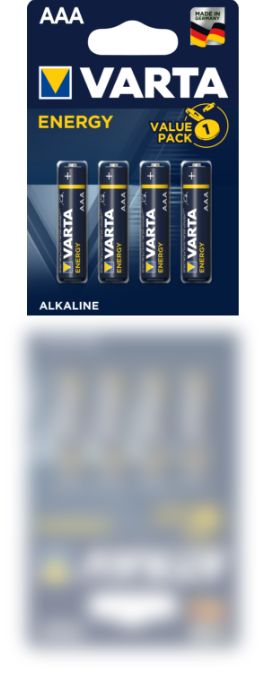 AAA
MADE IN
GERMANY
VARTA
ENERGY
VALUE
PACK
1
+ + + +
AAA AAA AAA AAA
VARTA VARTA VARTA VARTA
ENERGY ENERGY ENERGY ENERGY
ALKALINE